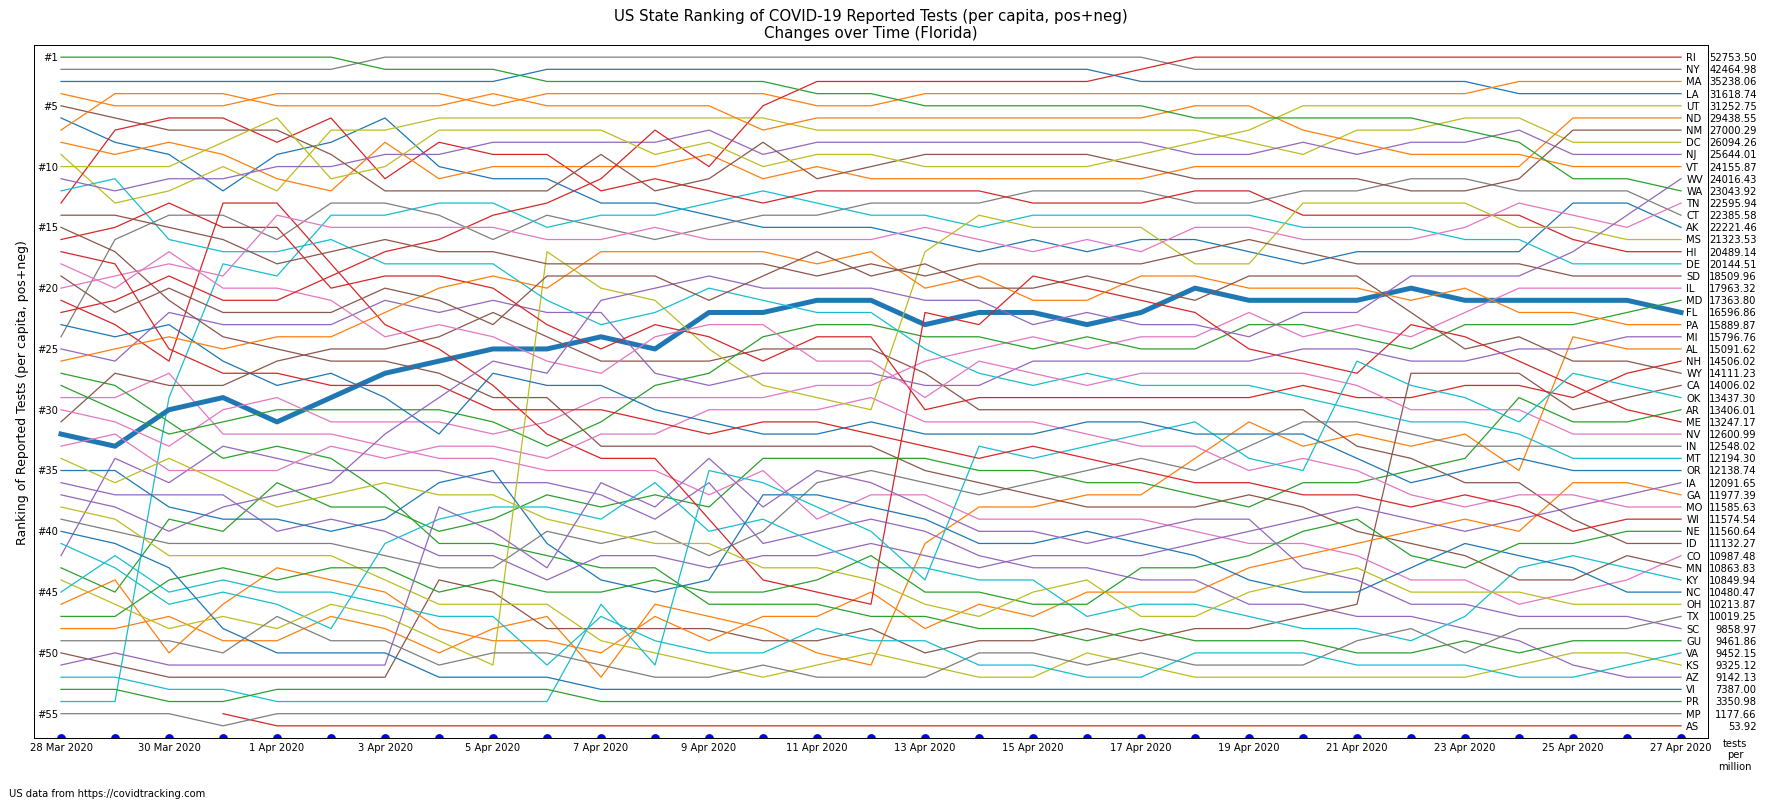 US State Ranking of COVID-19 Reported Tests (per capita, pos+neg)
Changes over Time (Florida)
Ranking of Reported Tests (per capita, pos+neg)
#1
#5
#10
#15
#20
#25
#30
#35
#40
#45
#50
#55
RI 52753.50
NY 42464.98
MA 35238.06
LA 31618.74
UT 31252.75
ND 29438.55
NM 27000.29
DC 26094.26
NJ 25644.01
VT 24155.87
WV 24016.43
WA 23043.92
TN 22595.94
CT 22385.58
AK 22221.46
MS 21323.53
HI 20489.14
DE 20144.51
SD 18509.96
IL 17963.32
MD 17363.80
FL 16596.86
PA 15889.87
MI 15796.76
AL 15091.62
NH 14506.02
WY 14111.23
CA 14006.02
OK 13437.30
AR 13406.01
ME 13247.17
NV 12600.99
IN 12548.02
MT 12194.30
OR 12138.74
IA 12091.65
GA 11977.39
MO 11585.63
WI 11574.54
NE 11560.64
ID 11132.27
CO 10987.48
MN 10863.83
KY 10849.94
NC 10480.47
OH 10213.87
TX 10019.25
SC 9858.97
GU 9461.86
VA 9452.15
KS 9325.12
AZ 9142.13
VI 7387.00
PR 3350.98
MP 1177.66
AS 53.92
28 Mar 2020 30 Mar 2020 1 Apr 2020 3 Apr 2020 5 Apr 2020 7 Apr 2020 9 Apr 2020 11 Apr 2020 13 Apr 2020 15 Apr 2020 17 Apr 2020 19 Apr 2020 21 Apr 2020 23 Apr 2020 25 Apr 2020 27 Apr 2020
tests
per
million
US data from https://covidtracking.com